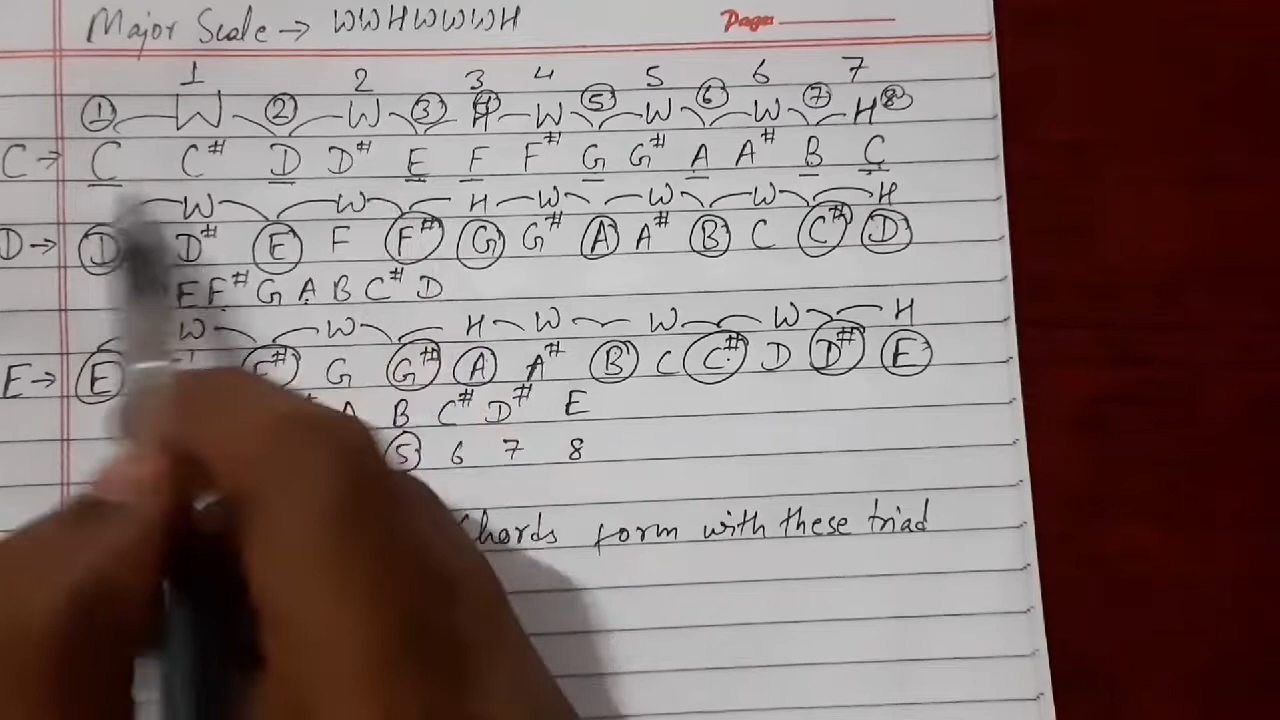 Major Scale → WWHWWWH
Page
1 2 3 4 5 6 7
① W ② W ③ H ④ W ⑤ W ⑥ W ⑦ H ⑧
C → C C# D D# E F F# G G# A A# B C
W W H W W W H
D → D D# E F F# G G# A A# B C C# D
E F# G A B C# D
W W H W W W H
E → E F# G G# A A# B C C# D D# E
A B C# D# E
⑤ 6 7 8
Chords form with these triad